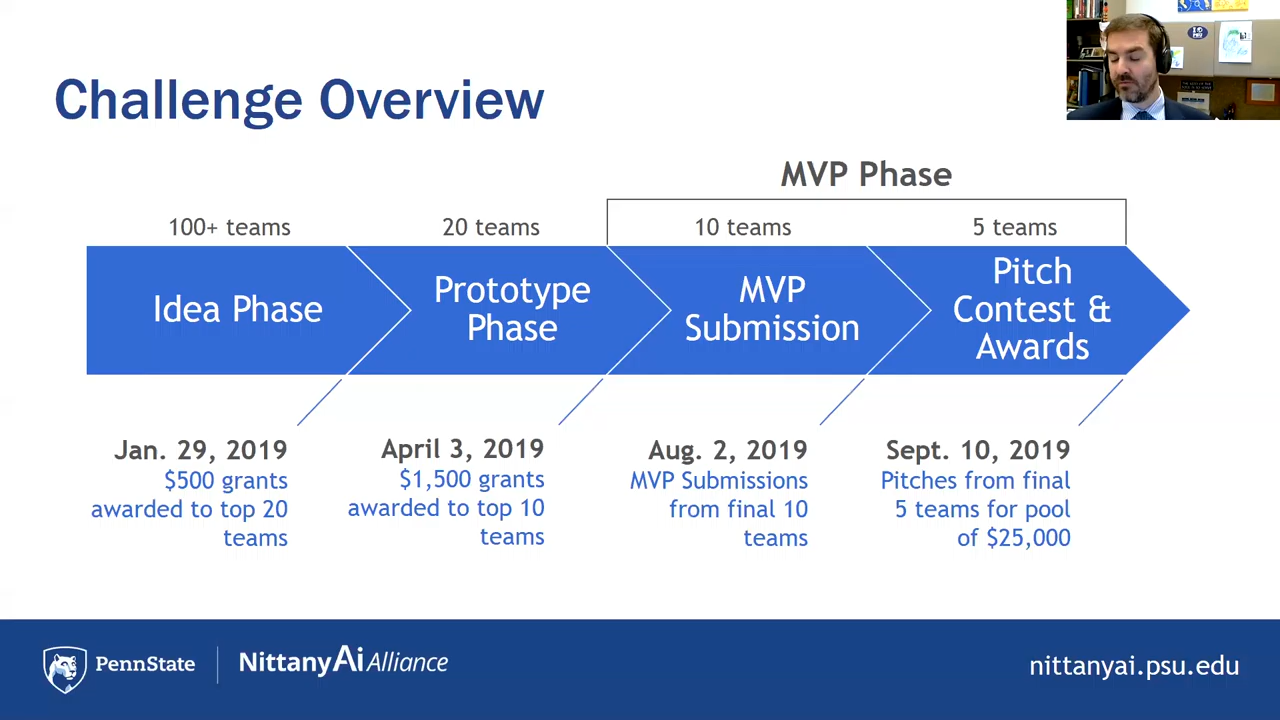 Challenge Overview
MVP Phase
100+ teams
20 teams
10 teams
5 teams
Idea Phase
Prototype
Phase
MVP
Submission
Pitch
Contest &
Awards
Jan. 29, 2019
$500 grants
awarded to top 20
teams
April 3, 2019
$1,500 grants
awarded to top 10
teams
Aug. 2, 2019
MVP Submissions
from final 10
teams
Sept. 10, 2019
Pitches from final
5 teams for pool
of $25,000
PennState
NittanyAiAlliance
nittanyai.psu.edu